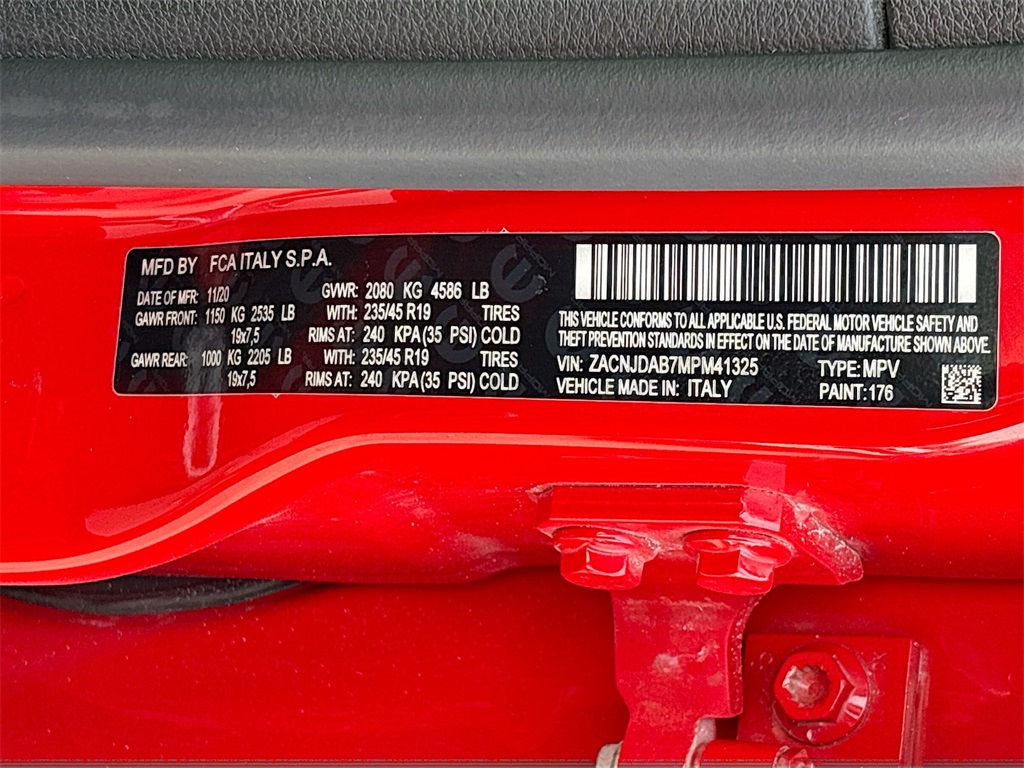 MFD BY FCA ITALY S.P.A.
DATE OF MFR: 11/20 GVWR: 2080 KG 4586 LB
GAWR FRONT: 1150 KG 2535 LB WITH: 235/45 R19 TIRES
19x7,5 RIMS AT: 240 KPA(35 PSI) COLD
GAWR REAR: 1000 KG 2205 LB WITH: 235/45 R19 TIRES
19x7,5 RIMS AT: 240 KPA(35 PSI) COLD
THIS VEHICLE CONFORMS TO ALL APPLICABLE U.S. FEDERAL MOTOR VEHICLE SAFETY AND
THEFT PREVENTION STANDARDS IN EFFECT ON THE DATE OF MANUFACTURE SHOWN ABOVE.
VIN: ZACNJDAB7MPM41325 TYPE: MPV
VEHICLE MADE IN: ITALY PAINT: 176